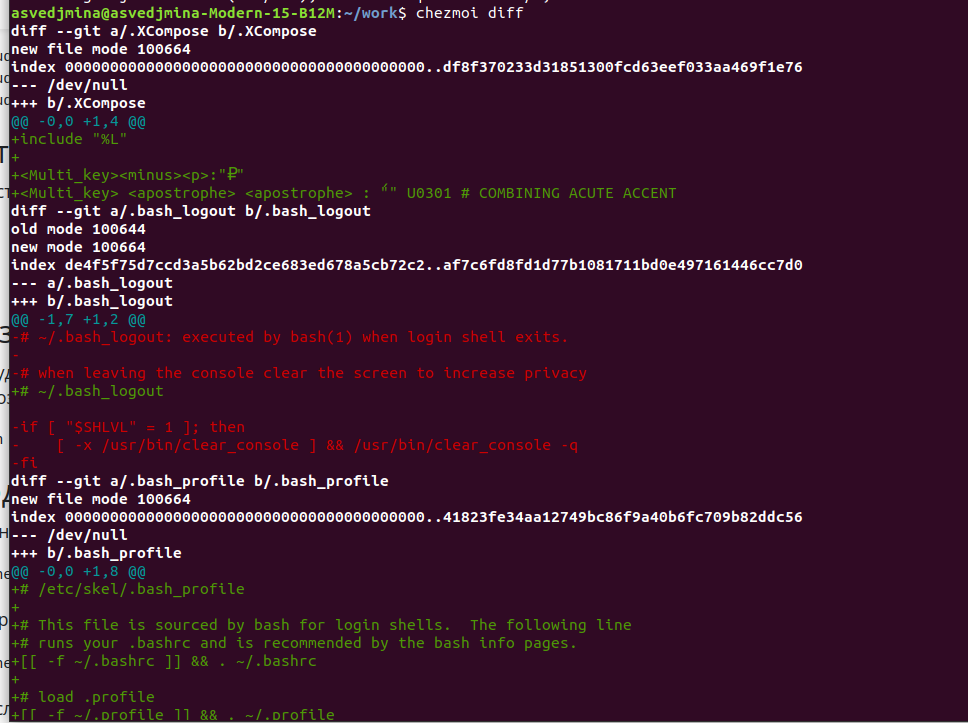 asvedjmina@asvedjmina-Modern-15-B12M:~/work$ chezmoi diff
diff --git a/.XCompose b/.XCompose
new file mode 100664
index 0000000000000000000000000000000000000000..df8f370233d31851300fcd63eef033aa469f1e76
--- /dev/null
+++ b/.XCompose
@@ -0,0 +1,4 @@
+include "%L"
+
+<Multi_key><minus><p>:"₽"
+<Multi_key> <apostrophe> <apostrophe> : "́" U0301 # COMBINING ACUTE ACCENT
diff --git a/.bash_logout b/.bash_logout
old mode 100644
new mode 100664
index de4f5f75d7ccd3a5b62bd2ce683ed678a5cb72c2..af7c6fd8fd1d77b1081711bd0e497161446cc7d0
--- a/.bash_logout
+++ b/.bash_logout
@@ -1,7 +1,2 @@
-# ~/.bash_logout: executed by bash(1) when login shell exits.
-
-# when leaving the console clear the screen to increase privacy
+# ~/.bash_logout
-if [ "$SHLVL" = 1 ]; then
-    [ -x /usr/bin/clear_console ] && /usr/bin/clear_console -q
-fi
diff --git a/.bash_profile b/.bash_profile
new file mode 100664
index 0000000000000000000000000000000000000000..41823fe34aa12749bc86f9a40b6fc709b82ddc56
--- /dev/null
+++ b/.bash_profile
@@ -0,0 +1,8 @@
+# /etc/skel/.bash_profile
+
+# This file is sourced by bash for login shells.  The following line
+# runs your .bashrc and is recommended by the bash info pages.
+[[ -f ~/.bashrc ]] && . ~/.bashrc
+
+# load .profile
+[[ -f ~/.profile ]] && . ~/.profile